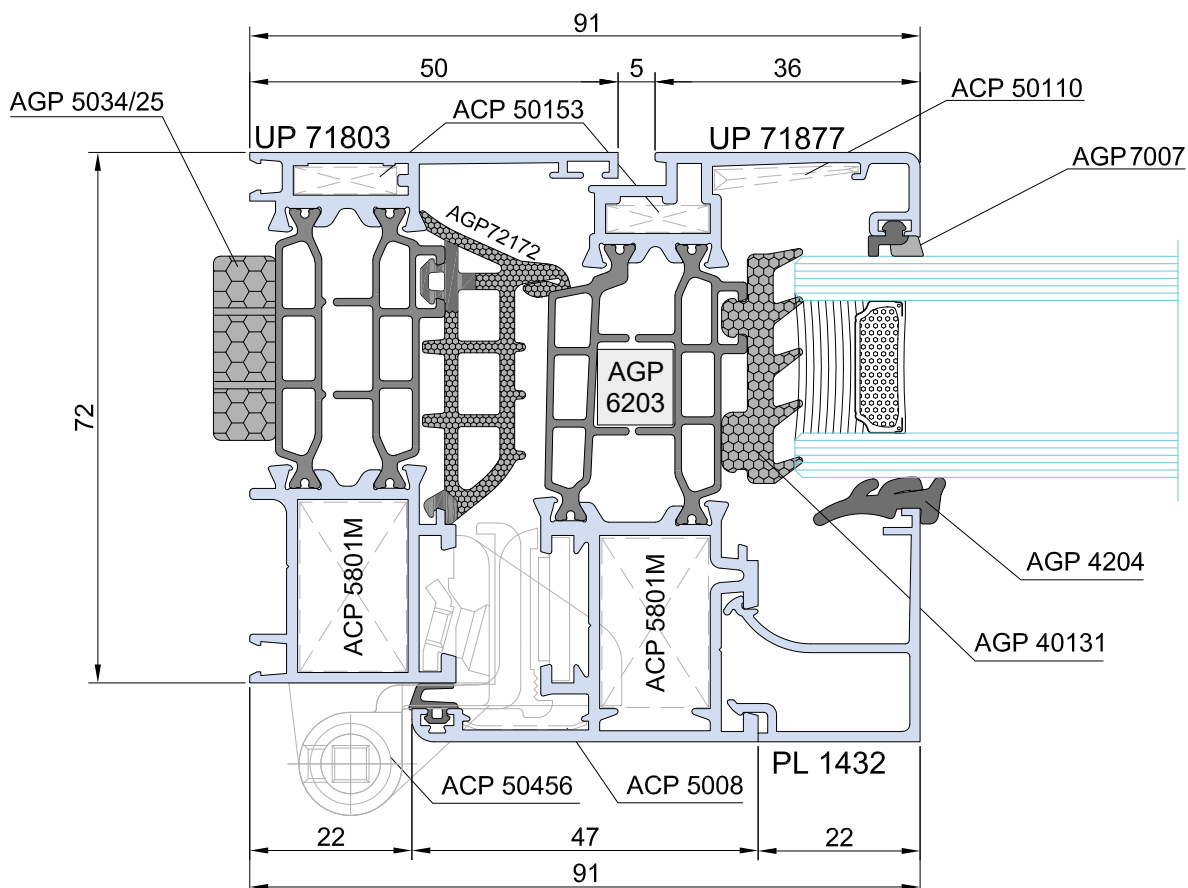 91
50
5
36
AGP 5034/25
ACP 50153
ACP 50110
UP 71803
UP 71877
AGP7007
AGP72172
72
AGP
6203
ACP 5801M
ACP 5801M
AGP 4204
AGP 40131
PL 1432
ACP 50456
ACP 5008
22
47
22
91